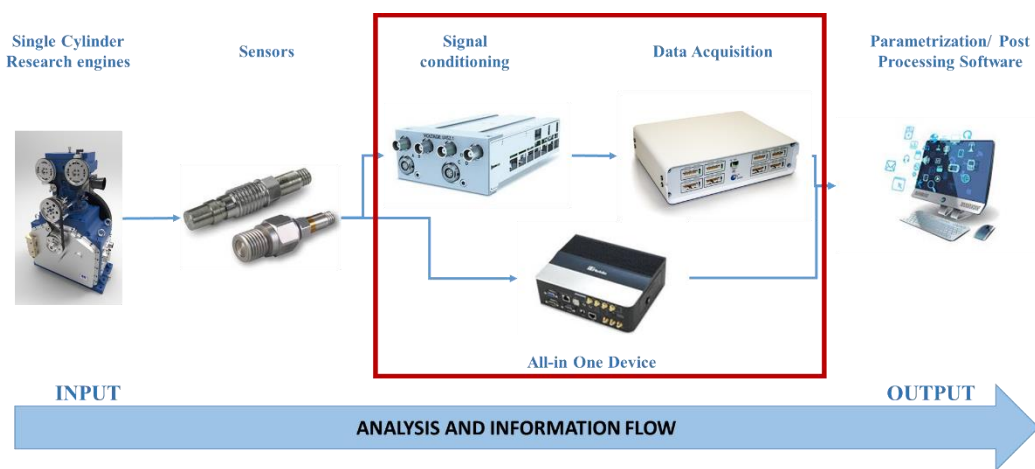 Single Cylinder
Research engines
Sensors
Signal
conditioning
Data Acquisition
Parametrization/ Post
Processing Software
All-in One Device
INPUT
OUTPUT
ANALYSIS AND INFORMATION FLOW